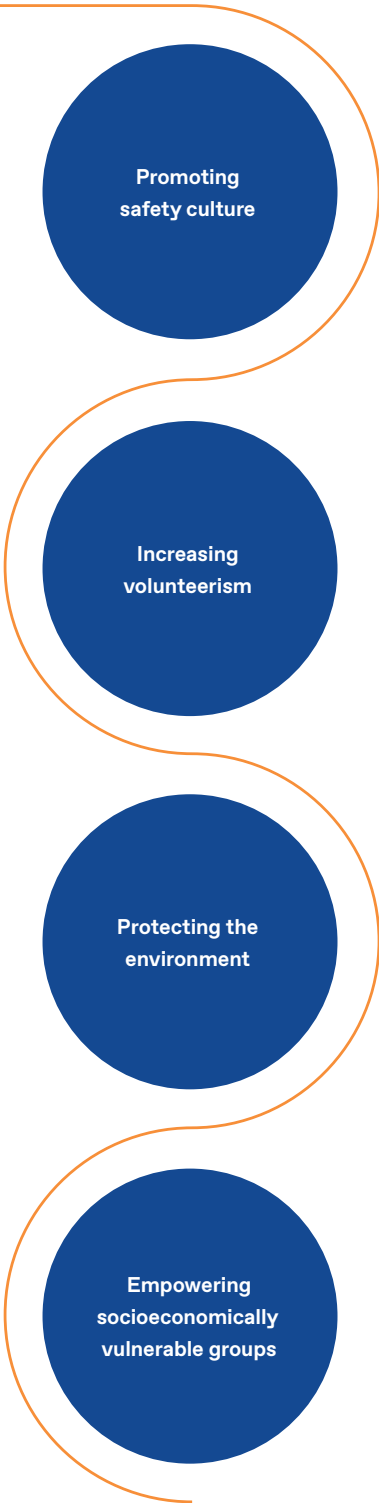 Promoting
safety culture
Increasing
volunteerism
Protecting the
environment
Empowering
socioeconomically
vulnerable groups